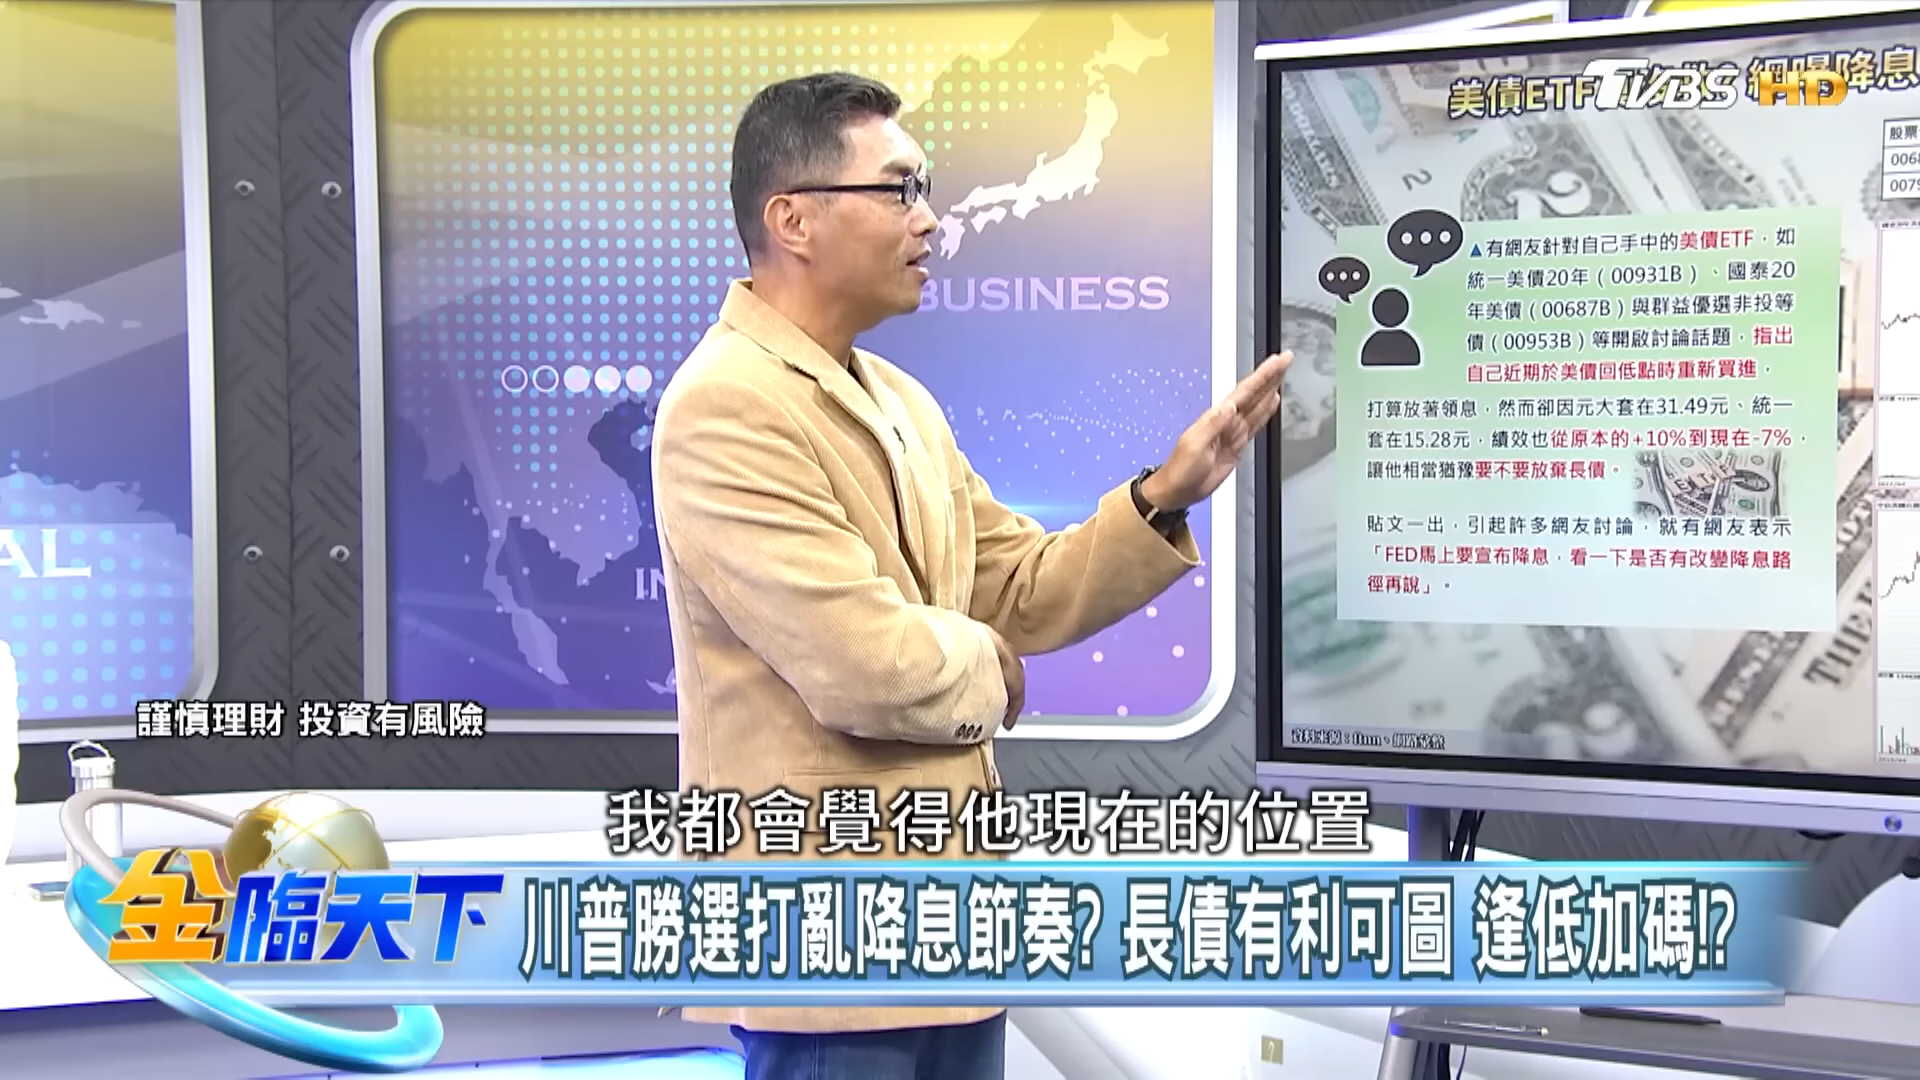 美債ETF
網曝降息
TVBS HD
股票
006
007
▲有網友針對自己手中的美債ETF，如
統一美債20年（00931B）、國泰20
年美債（00687B）與群益優選非投等
債（00953B）等開啟討論話題，指出
自己近期於美債回低點時重新買進，
打算放著領息，然而卻因元大套在31.49元、統一
套在15.28元，績效也從原本的+10%到現在-7%，
讓他相當猶豫要不要放棄長債。
貼文一出，引起許多網友討論，就有網友表示
「FED馬上要宣布降息，看一下是否有改變降息路
徑再說」。
BUSINESS
AL
IN
謹慎理財 投資有風險
我都會覺得他現在的位置
金臨天下
川普勝選打亂降息節奏? 長債有利可圖 逢低加碼!?